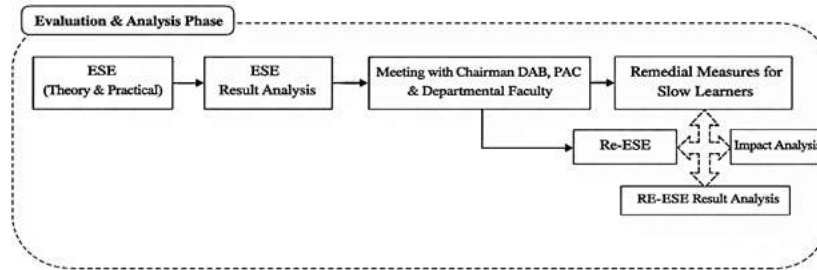 Evaluation & Analysis Phase
ESE
(Theory & Practical)
ESE
Result Analysis
Meeting with Chairman DAB, PAC
& Departmental Faculty
Remedial Measures for
Slow Learners
Re-ESE
Impact Analysis
RE-ESE Result Analysis